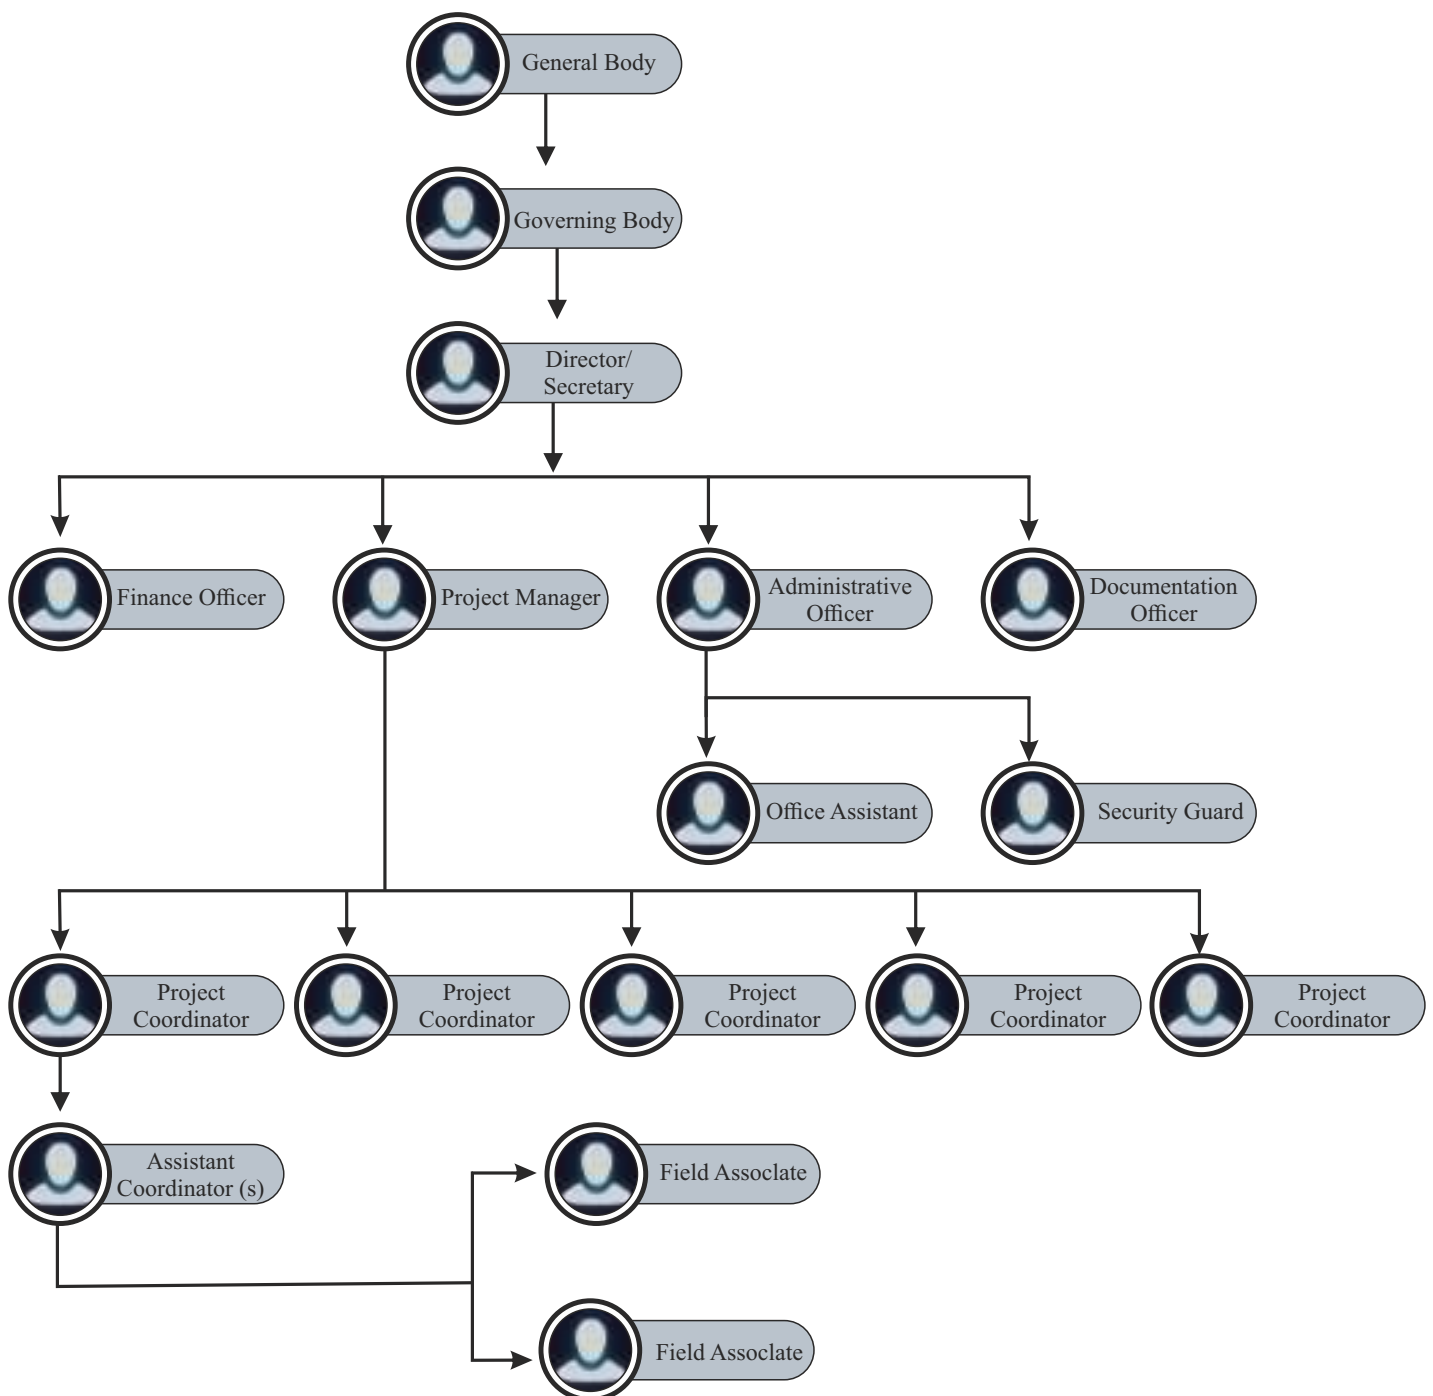 General Body
Governing Body
Director/
Secretary
Finance Officer
Project Manager
Administrative
Officer
Documentation
Officer
Office Assistant
Security Guard
Project
Coordinator
Project
Coordinator
Project
Coordinator
Project
Coordinator
Project
Coordinator
Assistant
Coordinator (s)
Field Assoclate
Field Assoclate